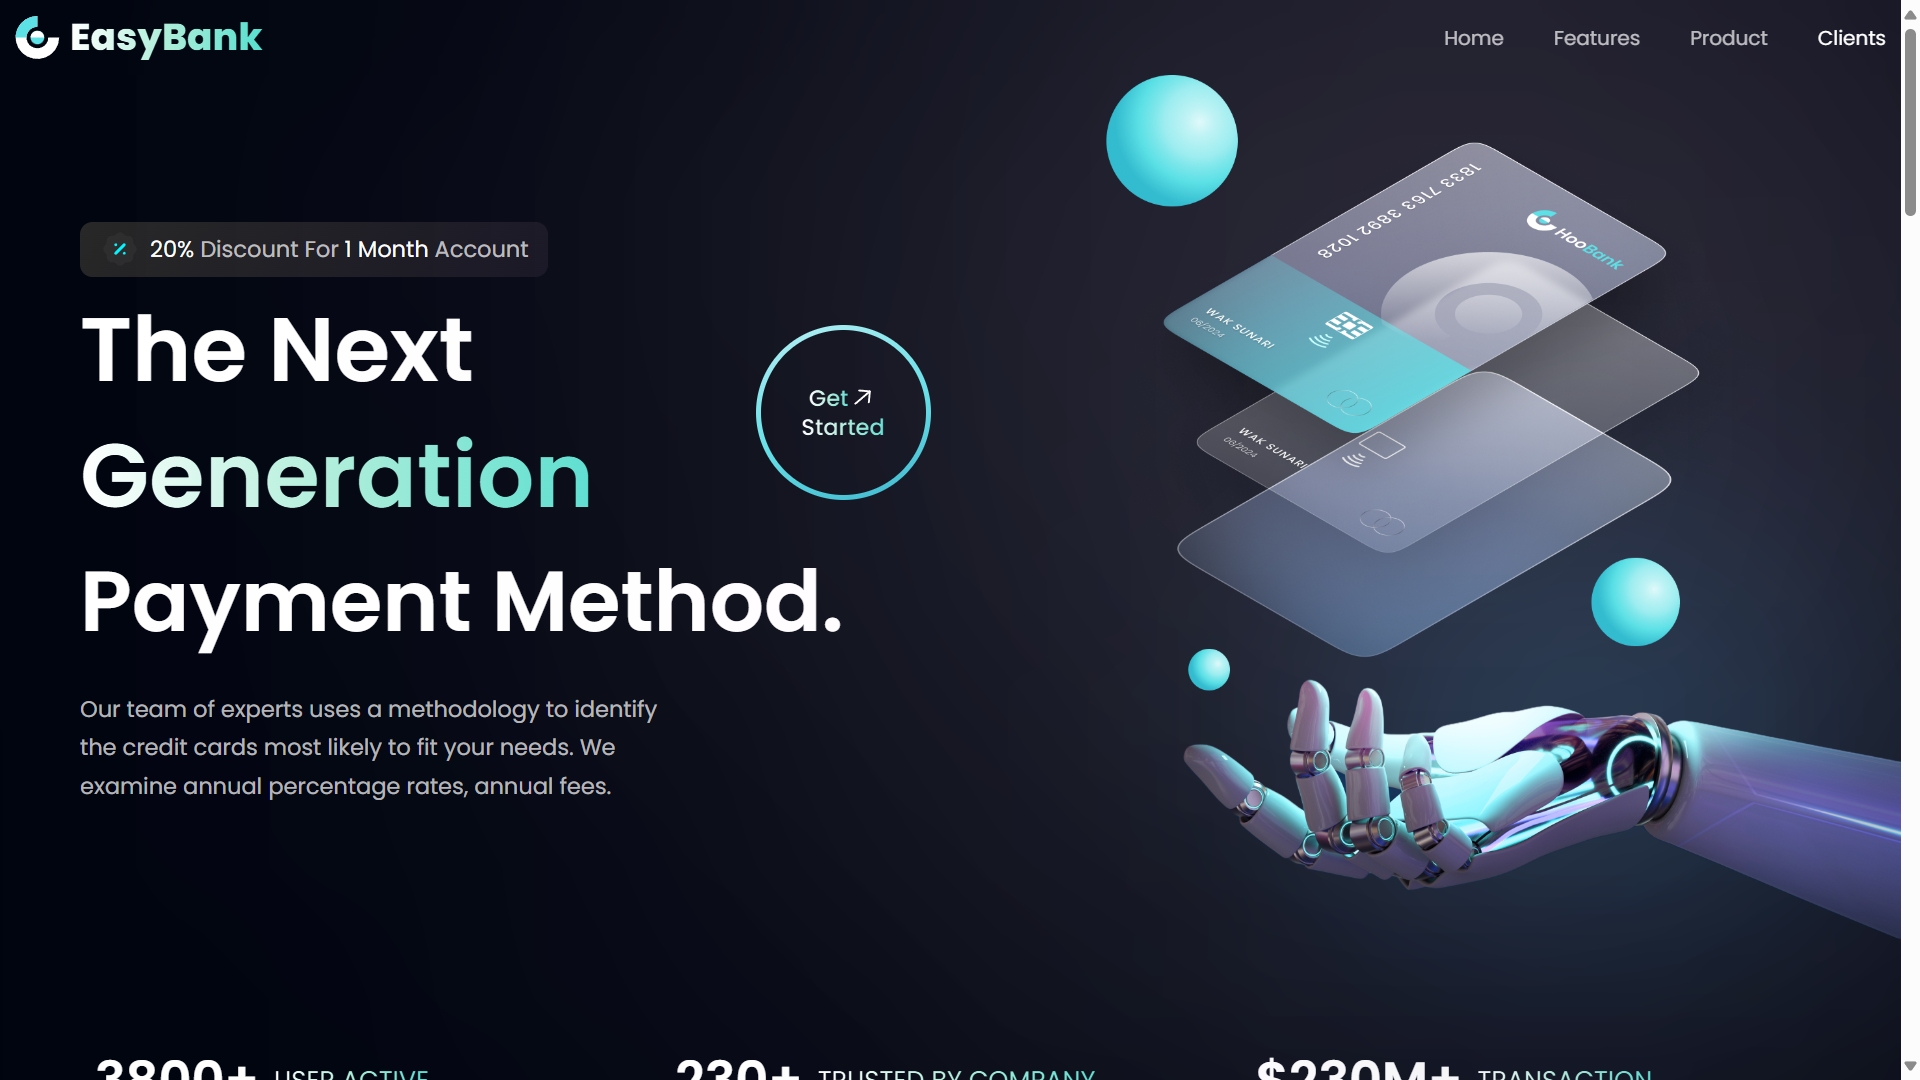 EasyBank
Home Features Product Clients
20% Discount For 1 Month Account
The Next
Generation
Payment Method.
Get
Started
Our team of experts uses a methodology to identify
the credit cards most likely to fit your needs. We
examine annual percentage rates, annual fees.
1833 7163 3892 1028
HooBank
WAK SUNARI
08/2024
WAK SUNARI
08/2024
3800+ USER ACTIVE
230+ TRUSTED BY COMPANY
$230M+ TRANSACTION